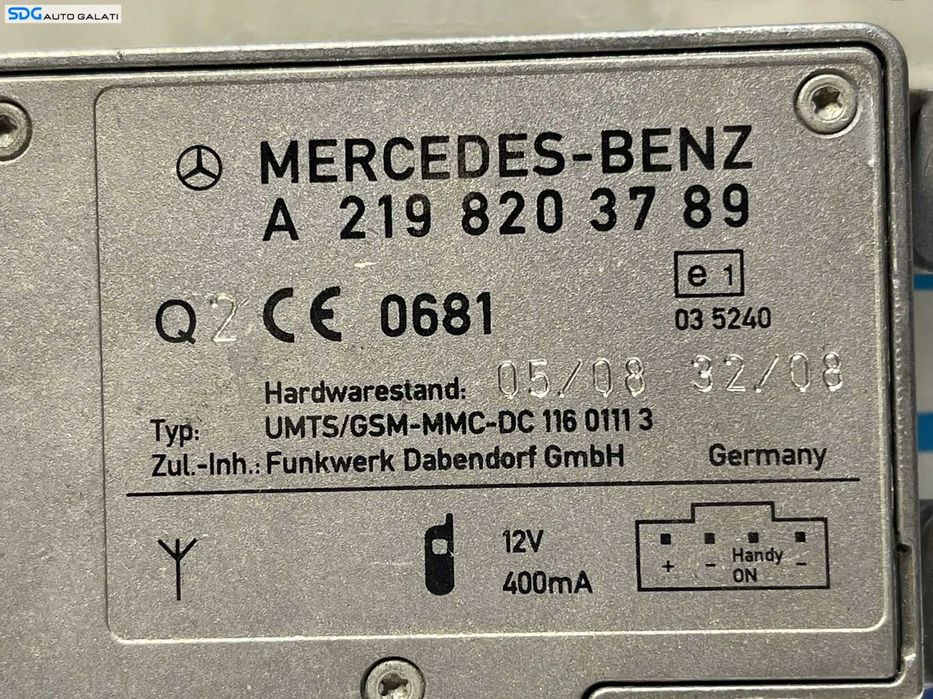 SDG AUTO GALATI
MERCEDES-BENZ
A 219 820 37 89
e 1
Q2 CE 0681
03 5240
Hardwarestand: 05/08 32/08
Typ: UMTS/GSM-MMC-DC 116 0111 3
Zul.-Inh.: Funkwerk Dabendorf GmbH Germany
12V
400mA
+ - Handy -
ON